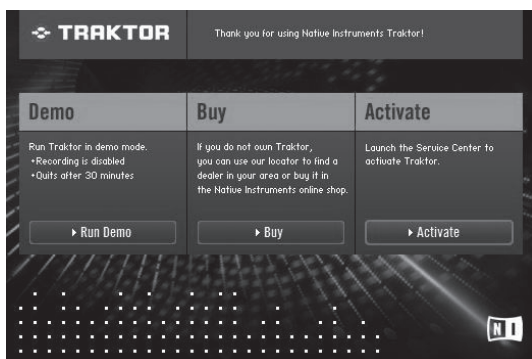 TRAKTOR
Thank you for using Native Instruments Traktor!
Demo
Run Traktor in demo mode.
•Recording is disabled
•Quits after 30 minutes
Run Demo
Buy
If you do not own Traktor,
you can use our locator to find a
dealer in your area or buy it in
the Native Instruments online shop.
Buy
Activate
Launch the Service Center to
activate Traktor.
Activate
NI